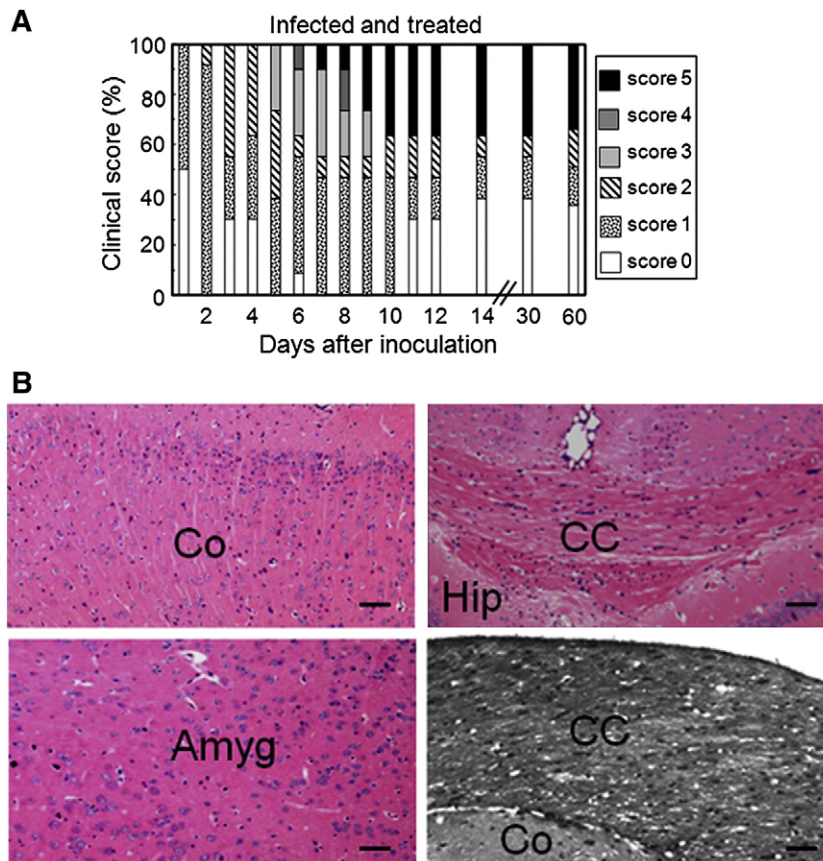 A
Infected and treated
100
80
60
40
20
0
Clinical score (%)
2 4 6 8 10 12 14 30 60
Days after inoculation
score 5
score 4
score 3
score 2
score 1
score 0
B
Co
CC
Hip
Amyg
CC
Co